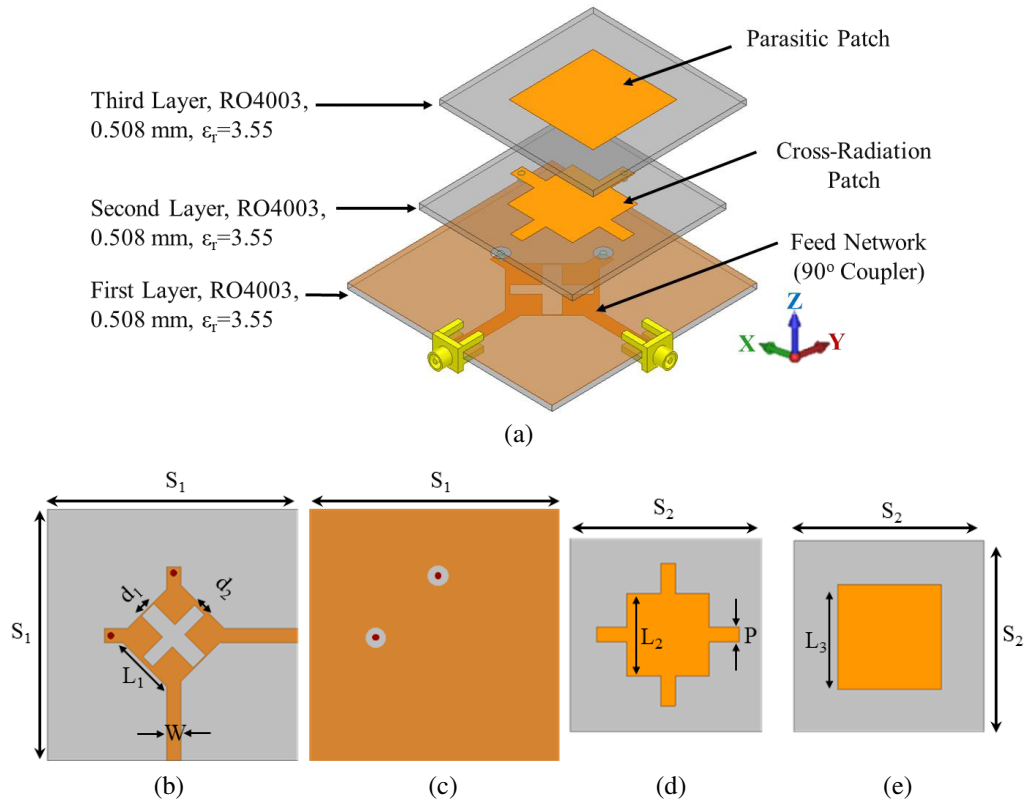 Parasitic Patch
Third Layer, RO4003,
0.508 mm, εr=3.55
Cross-Radiation
Patch
Second Layer, RO4003,
0.508 mm, εr=3.55
Feed Network
(90o Coupler)
First Layer, RO4003,
0.508 mm, εr=3.55
Z
X
Y
(a)
S1
S1
S2
S2
S1
d1
d2
L1
W
L2
P
L3
S2
(b)
(c)
(d)
(e)